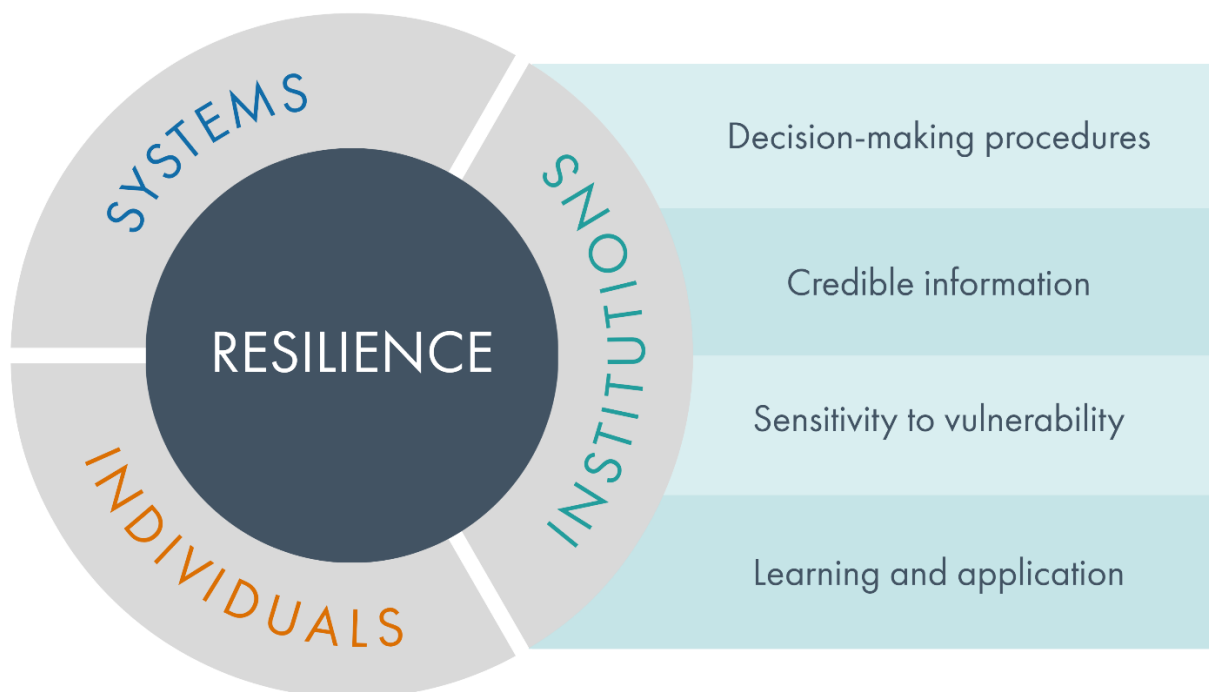 SYSTEMS
INDIVIDUALS
RESILIENCE
INSTITUTIONS
Decision-making procedures
Credible information
Sensitivity to vulnerability
Learning and application